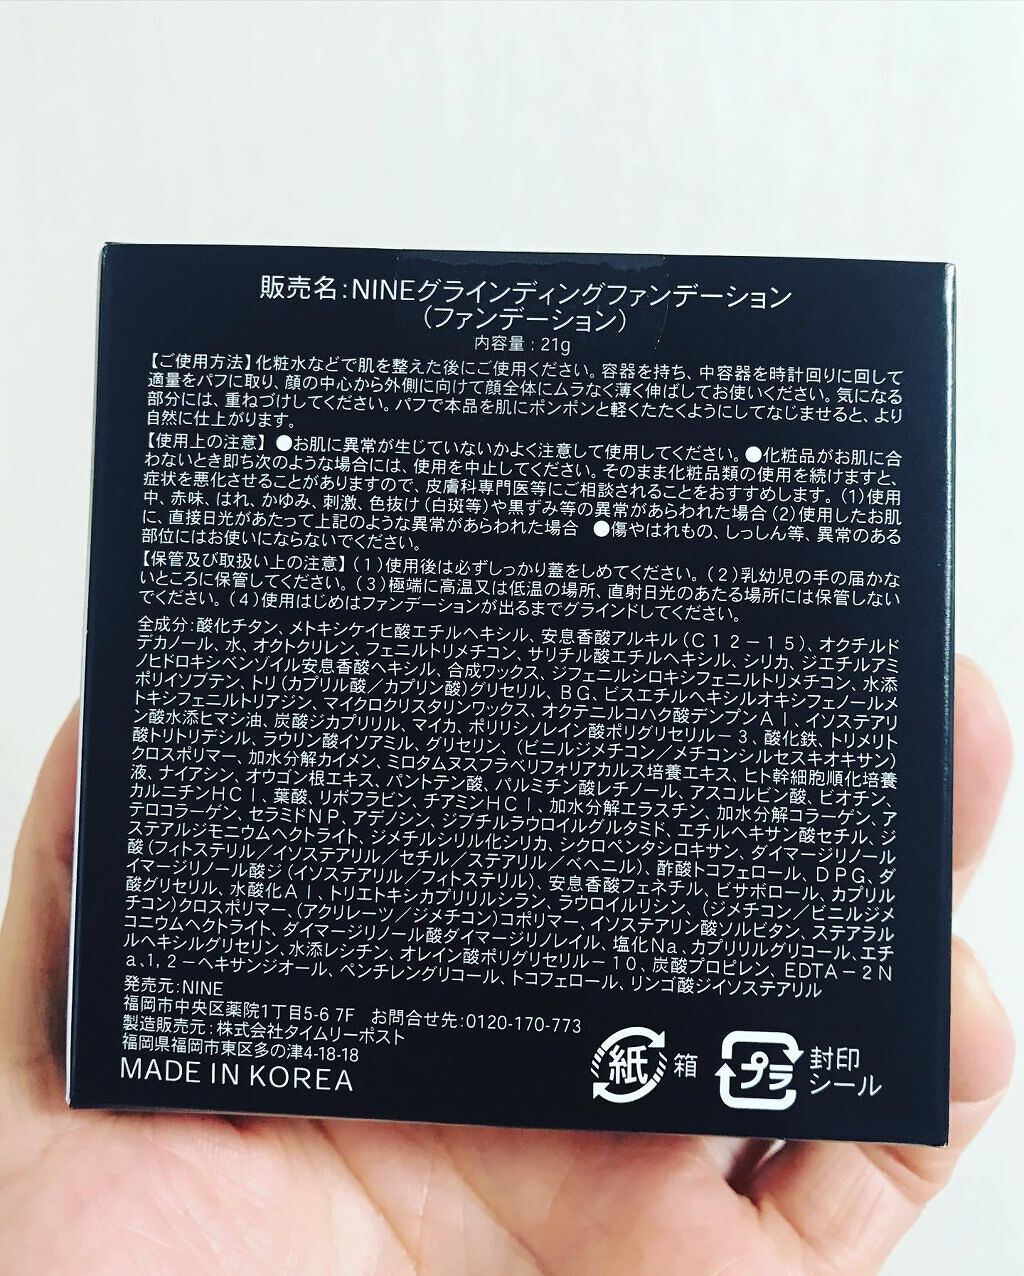 販売名:NINEグラインディングファンデーション
(ファンデーション)
内容量:21g
【ご使用方法】化粧水などで肌を整えた後にご使用ください。容器を持ち、中容器を時計回りに回して
適量をパフに取り、顔の中心から外側に向けて顔全体にムラなく薄く伸ばしてお使いください。気になる
部分には、重ねづけしてください。パフで本品を肌にポンポンと軽くたたくようにしてなじませると、より
自然に仕上がります。
【使用上の注意】●お肌に異常が生じていないかよく注意して使用してください。●化粧品がお肌に合
わないとき即ち次のような場合には、使用を中止してください。そのまま化粧品類の使用を続けますと、
症状を悪化させることがありますので、皮膚科専門医等にご相談されることをおすすめします。(1)使用
中、赤味、はれ、かゆみ、刺激、色抜け(白斑等)や黒ずみ等の異常があらわれた場合(2)使用したお肌
に、直接日光があたって上記のような異常があらわれた場合 ●傷やはれもの、しっしん等、異常のある
部位にはお使いにならないでください。
【保管及び取扱い上の注意】(1)使用後は必ずしっかり蓋をしめてください。(2)乳幼児の手の届かな
いところに保管してください。(3)極端に高温又は低温の場所、直射日光のあたる場所には保管しない
でください。(4)使用はじめはファンデーションが出るまでグラインドしてください。
全成分:酸化チタン、メトキシケイヒ酸エチルヘキシル、安息香酸アルキル(C12-15)、オクチルド
デカノール、水、オクトクリレン、フェニルトリメチコン、サリチル酸エチルヘキシル、シリカ、ジエチルアミ
ノヒドロキシベンゾイル安息香酸ヘキシル、合成ワックス、ジフェニルシロキシフェニルトリメチコン、水添
ポリイソブテン、トリ(カプリル酸/カプリン酸)グリセリル、BG、ビスエチルヘキシルオキシフェノールメ
トキシフェニルトリアジン、マイクロクリスタリンワックス、オクテニルコハク酸デンプンAl、イソステアリ
ン酸水添ヒマシ油、炭酸ジカプリリル、マイカ、ポリリシノレイン酸ポリグリセリル-3、酸化鉄、トリメリト
酸トリトリデシル、ラウリン酸イソアミル、グリセリン、(ビニルジメチコン/メチコンシルセスキオキサン)
クロスポリマー、加水分解カイメン、ミロタムヌスフラベリフォリアカルス培養エキス、ヒト幹細胞順化培養
液、ナイアシン、オウゴン根エキス、パントテン酸、パルミチン酸レチノール、アスコルビン酸、ビオチン、
カルニチンHCl、葉酸、リボフラビン、チアミンHCl、加水分解エラスチン、加水分解コラーゲン、ア
テロコラーゲン、セラミドNP、アデノシン、ジブチルラウロイルグルタミド、エチルヘキサン酸セチル、ジ
ステアルジモニウムヘクトライト、ジメチルシリル化シリカ、シクロペンタシロキサン、ダイマージリノール
酸(フィトステリル/イソステアリル/セチル/ステアリル/ベヘニル)、酢酸トコフェロール、DPG、ダ
イマージリノール酸ジ(イソステアリル/フィトステリル)、安息香酸フェネチル、ビサボロール、カプリル
酸グリセリル、水酸化Al、トリエトキシカプリリルシラン、ラウロイルリシン、(ジメチコン/ビニルジメ
チコン)クロスポリマー、(アクリレーツ/ジメチコン)コポリマー、イソステアリン酸ソルビタン、ステアラル
コニウムヘクトライト、ダイマージリノール酸ダイマージリノレイル、塩化Na、カプリリルグリコール、エチ
ルヘキシルグリセリン、水添レシチン、オレイン酸ポリグリセリル-10、炭酸プロピレン、EDTA-2N
a、1,2-ヘキサンジオール、ペンチレングリコール、トコフェロール、リンゴ酸ジイソステアリル
発売元:NINE
福岡市中央区薬院1丁目5-6 7F お問合せ先:0120-170-773
製造販売元:株式会社タイムリーポスト
福岡県福岡市東区多の津4-18-18
MADE IN KOREA
紙 箱
プラ 封印
シール